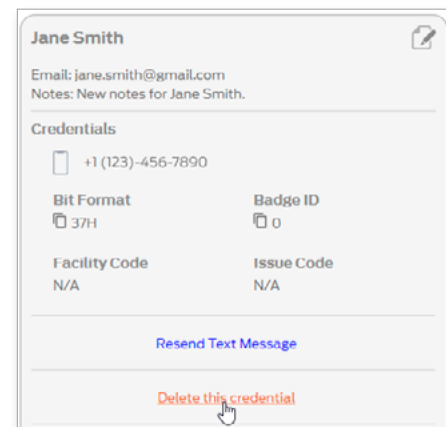 Jane Smith
Email: jane.smith@gmail.com
Notes: New notes for Jane Smith.
Credentials
+1 (123)-456-7890
Bit Format Badge ID
37H 0
Facility Code Issue Code
N/A N/A
Resend Text Message
Delete this credential